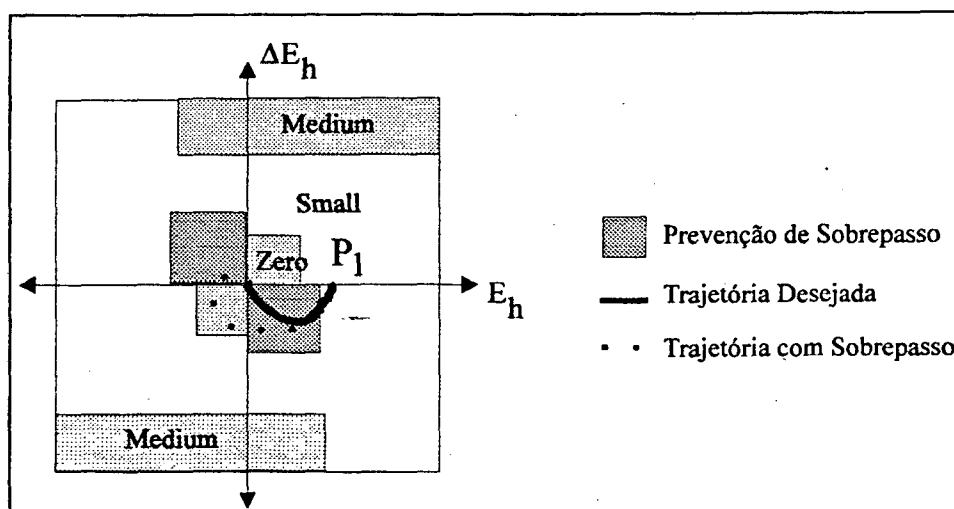 ΔE_h
Medium
Small
Zero
P_1
E_h
Medium
Prevenção de Sobrepasso
Trajetória Desejada
Trajetória com Sobrepasso